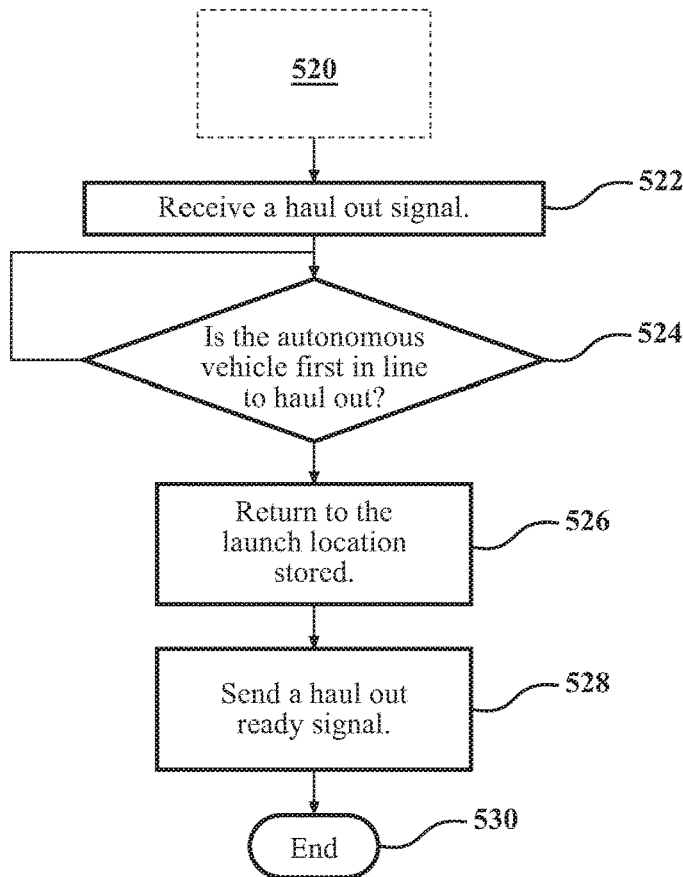 520
Receive a haul out signal.
522
Is the autonomous
vehicle first in line
to haul out?
524
Return to the
launch location
stored.
526
Send a haul out
ready signal.
528
End
530